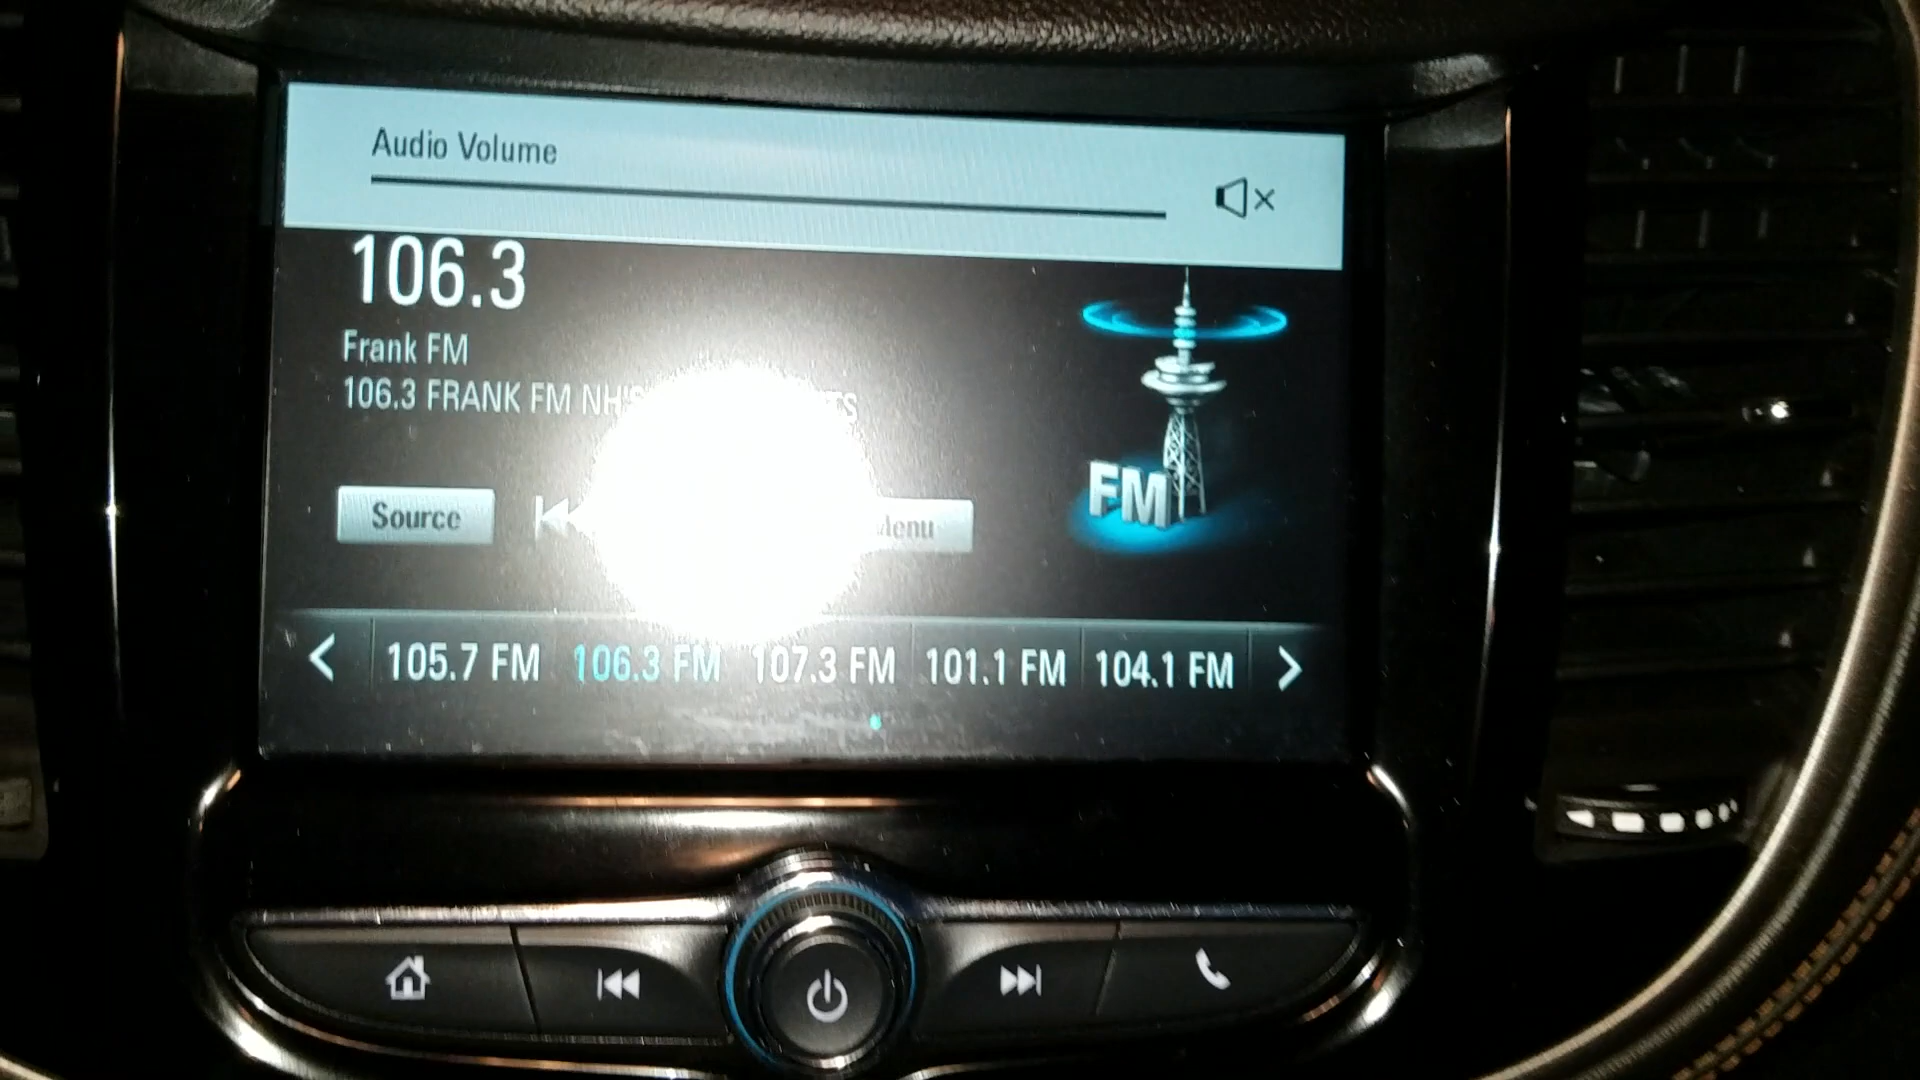 Audio Volume
106.3
Frank FM
106.3 FRANK FM NH'S
Source
FM
105.7 FM 106.3 FM 107.3 FM 101.1 FM 104.1 FM